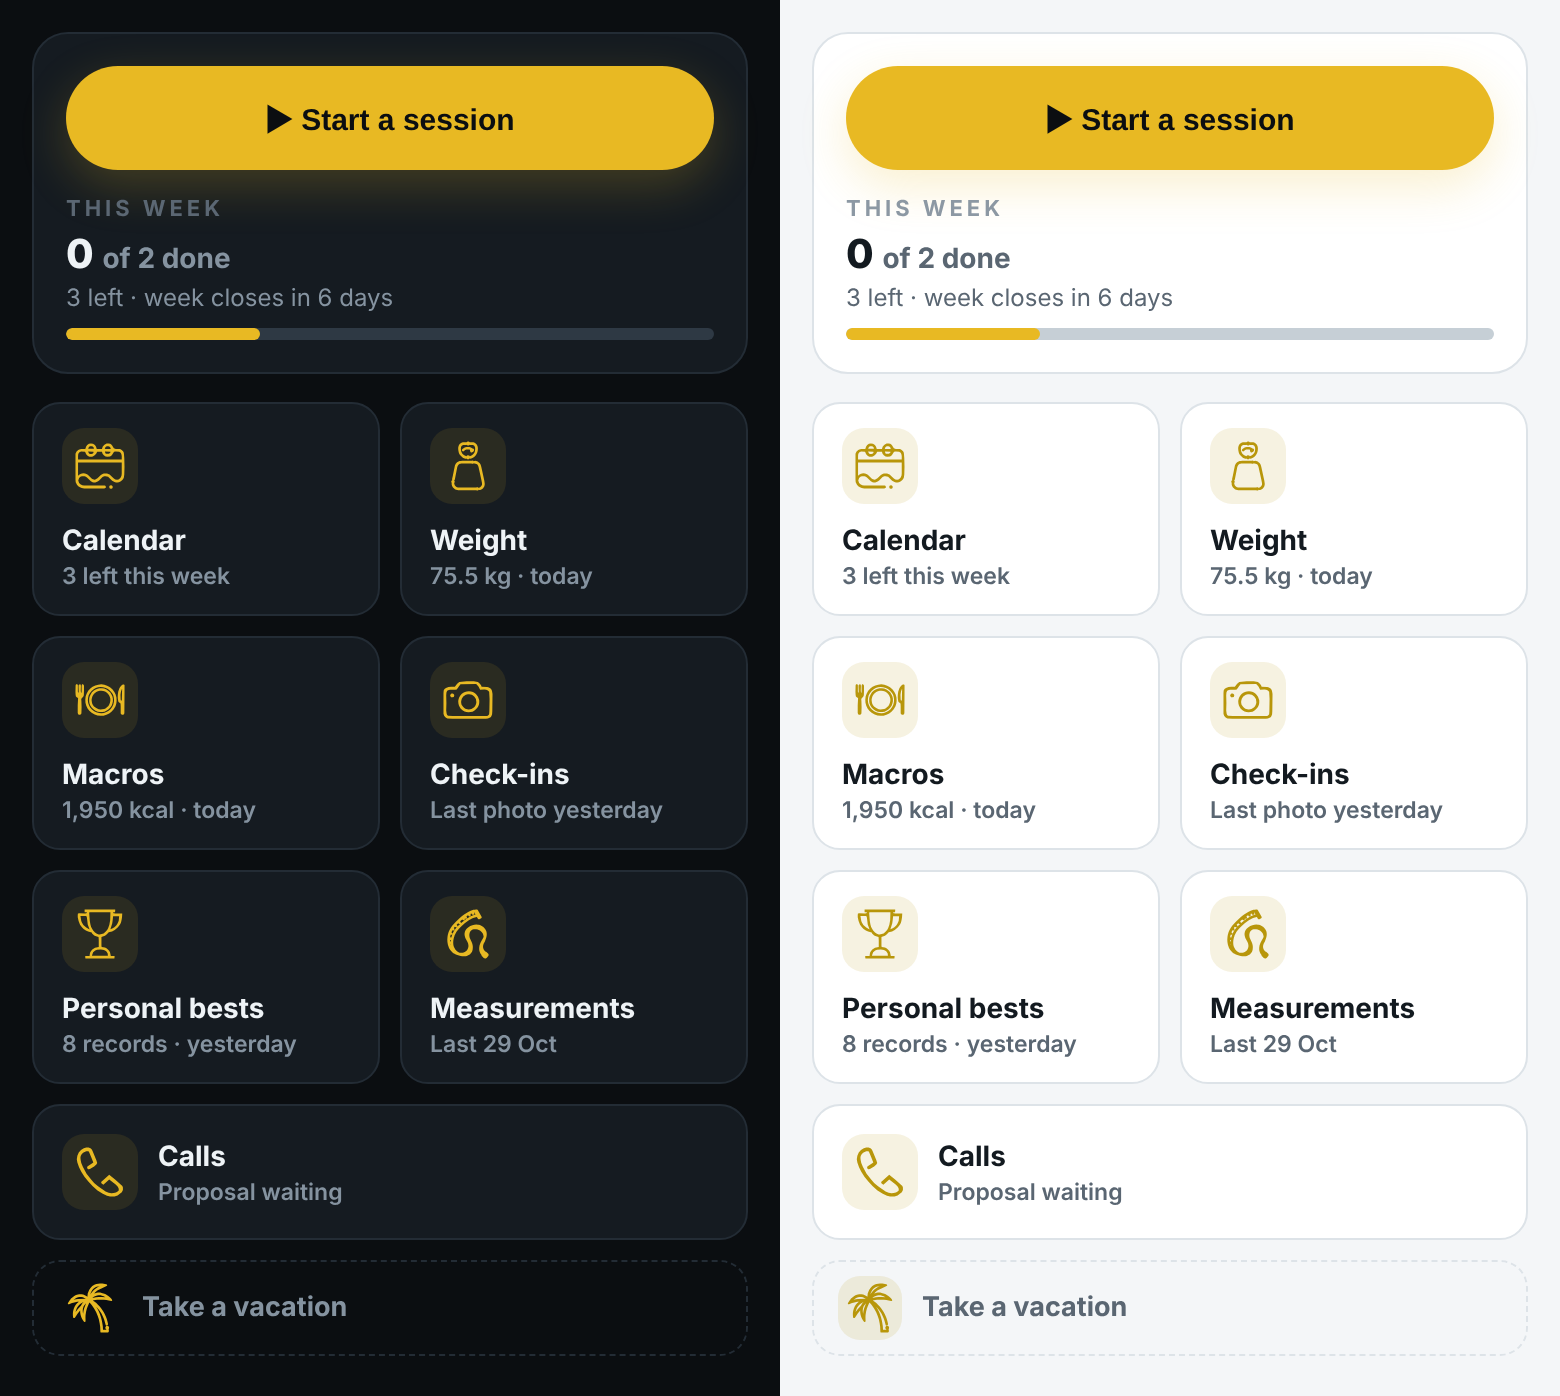 ▶ Start a session
THIS WEEK
0 of 2 done
3 left · week closes in 6 days
Calendar
3 left this week
Weight
75.5 kg · today
Macros
1,950 kcal · today
Check-ins
Last photo yesterday
Personal bests
8 records · yesterday
Measurements
Last 29 Oct
Calls
Proposal waiting
Take a vacation
▶ Start a session
THIS WEEK
0 of 2 done
3 left · week closes in 6 days
Calendar
3 left this week
Weight
75.5 kg · today
Macros
1,950 kcal · today
Check-ins
Last photo yesterday
Personal bests
8 records · yesterday
Measurements
Last 29 Oct
Calls
Proposal waiting
Take a vacation